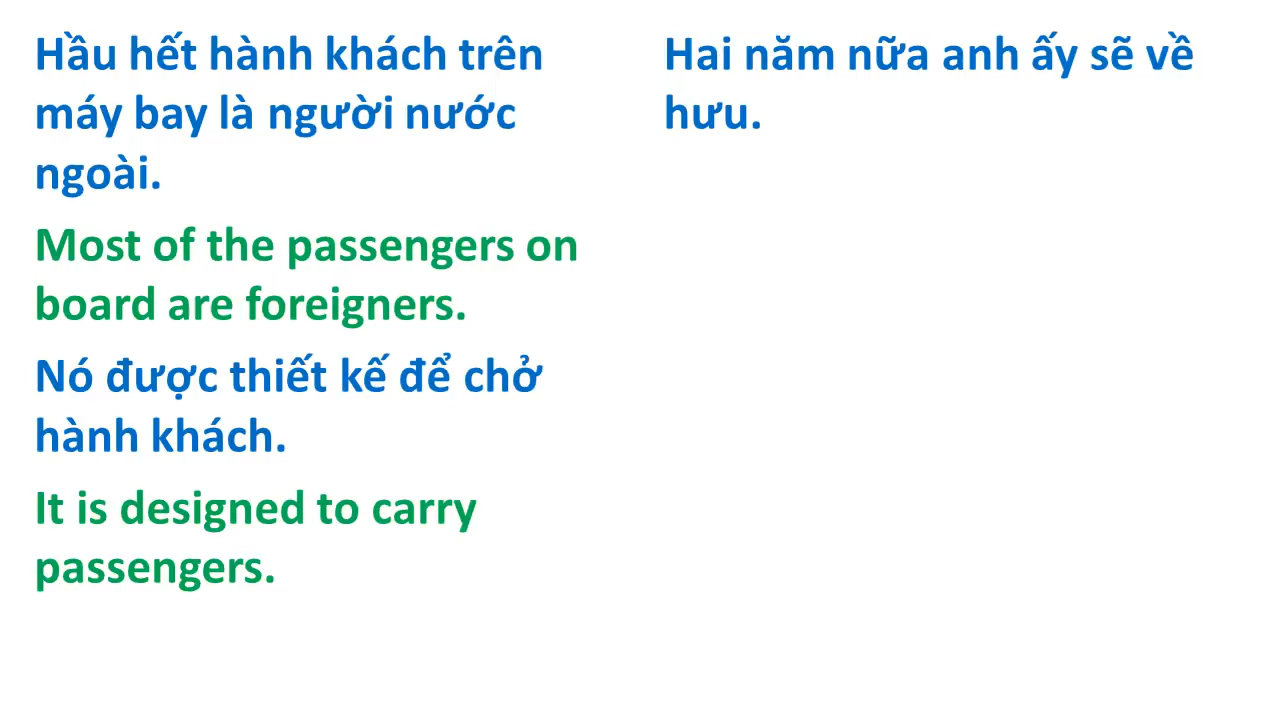 Hầu hết hành khách trên
máy bay là người nước
ngoài.
Most of the passengers on
board are foreigners.
Nó được thiết kế để chở
hành khách.
It is designed to carry
passengers.
Hai năm nữa anh ấy sẽ về
hưu.